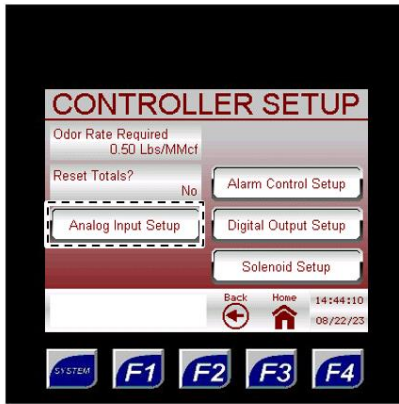 CONTROLLER SETUP
Odor Rate Required
0.50 Lbs/MMcf
Reset Totals?
No
Alarm Control Setup
Analog Input Setup
Digital Output Setup
Solenoid Setup
Back
Home
14:44:10
08/22/23
SYSTEM
F1
F2
F3
F4